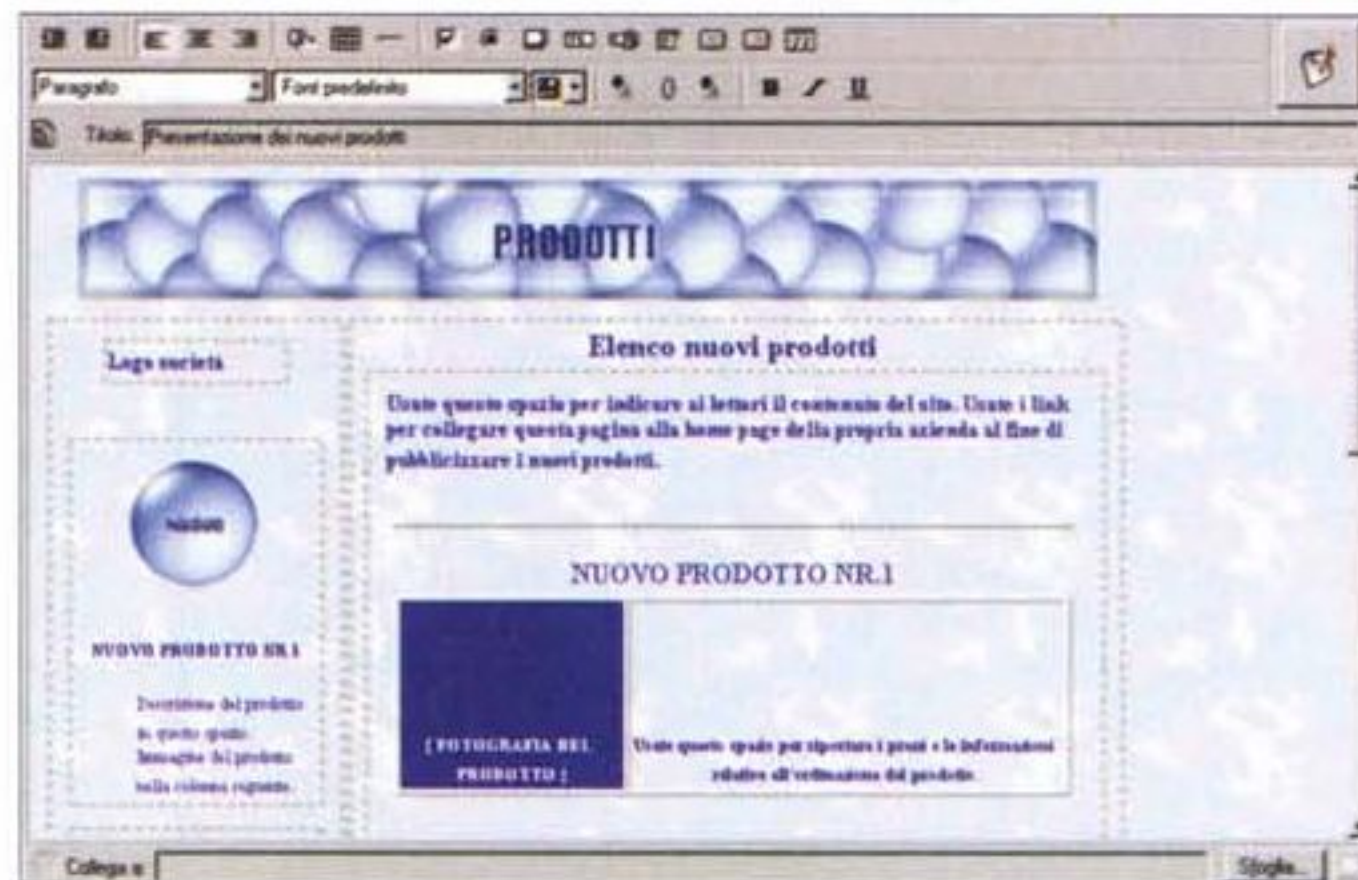 Paragrafo Font predefinito
Titolo: Presentazione dei nuovi prodotti
PRODOTTI
Logo società
Elenco nuovi prodotti
Usate questo spazio per indicare ai lettori il contenuto del sito. Usate i link
per collegare questa pagina alla home page della propria azienda al fine di
pubblicizzare i nuovi prodotti.
NUOVO
NUOVO PRODOTTO NR.1
NUOVO PRODOTTO NR.1
Descrizione del prodotto
in questo spazio.
Immagine del prodotto
nella colonna seguente.
[ FOTOGRAFIA DEL
PRODOTTO ]
Usate questo spazio per riportare i prezzi e le informazioni
relative all'ordinazione del prodotto.
Collega a Sfoglia...